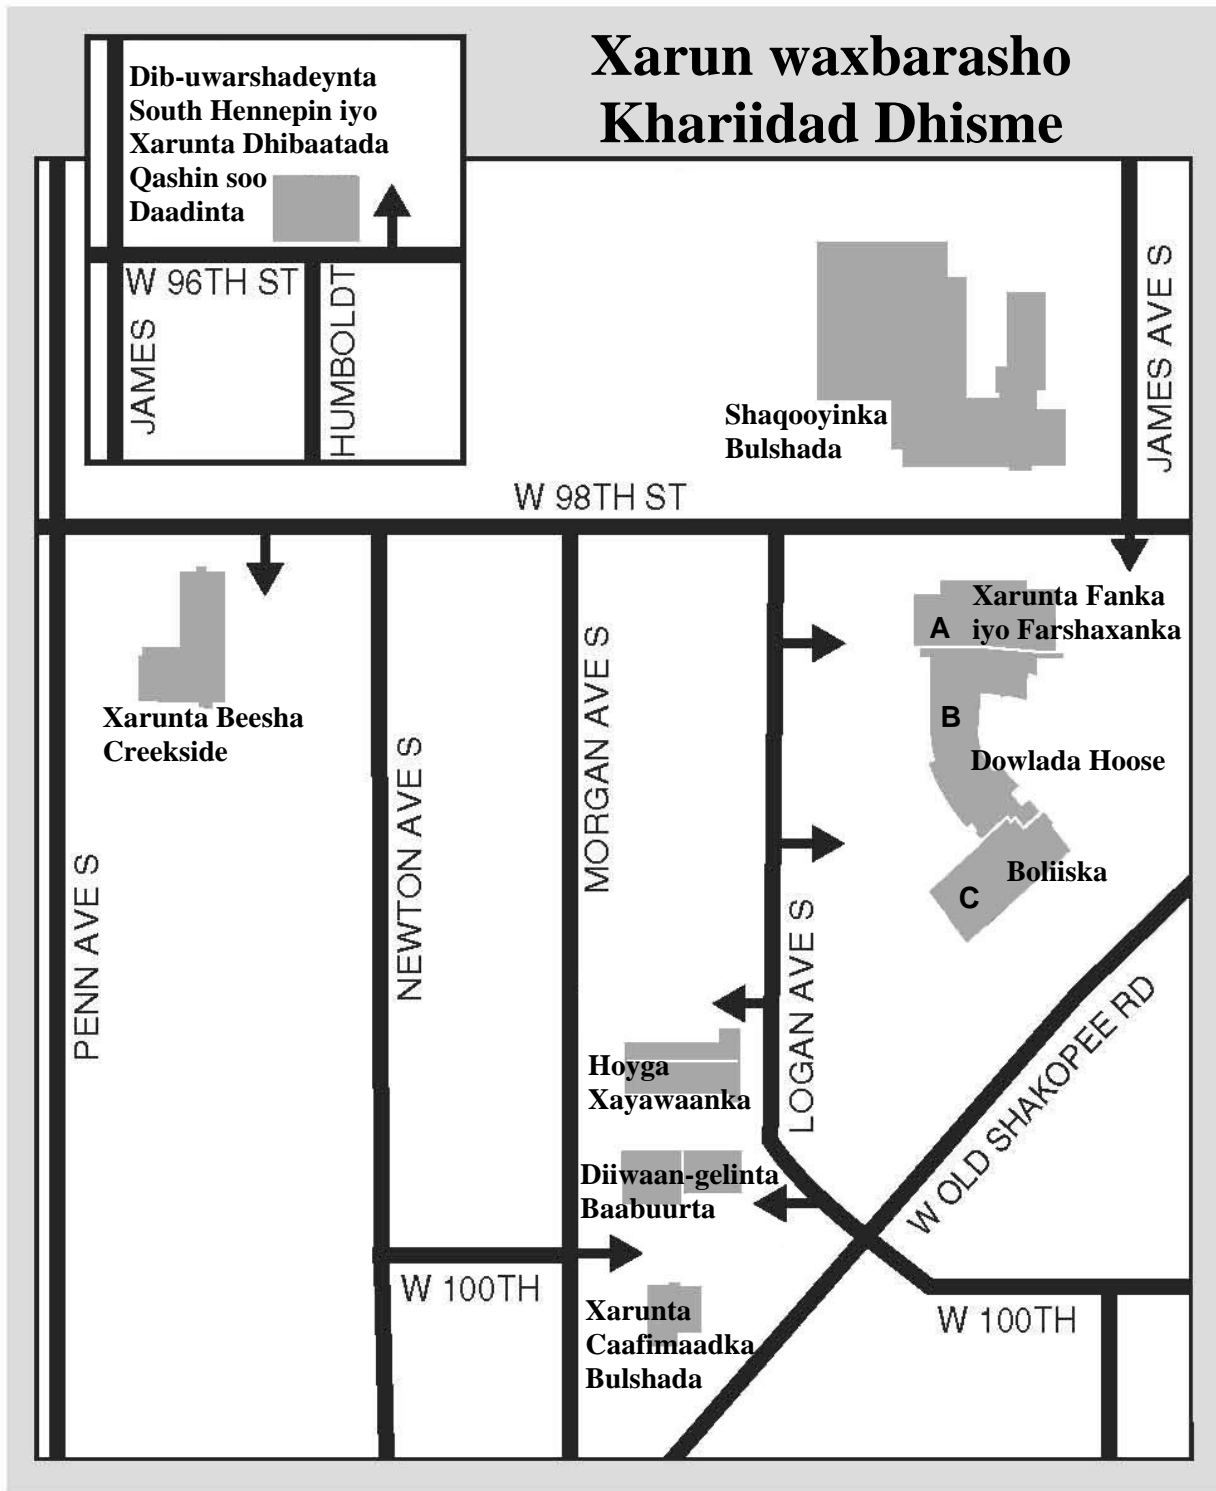 Xarun waxbarasho
Khariidad Dhisme
Dib-uwarshadeynta
South Hennepin iyo
Xarunta Dhibaatada
Qashin soo
Daadinta
W 96TH ST
JAMES
HUMBOLDT
JAMES AVE S
Shaqooyinka
Bulshada
W 98TH ST
Xarunta Fanka
iyo Farshaxanka
A
B
Dowlada Hoose
Boliiska
C
Xarunta Beesha
Creekside
PENN AVE S
NEWTON AVE S
MORGAN AVE S
LOGAN AVE S
W OLD SHAKOPEE RD
Hoyga
Xayawaanka
Diiwaan-gelinta
Baabuurta
W 100TH
Xarunta
Caafimaadka
Bulshada
W 100TH